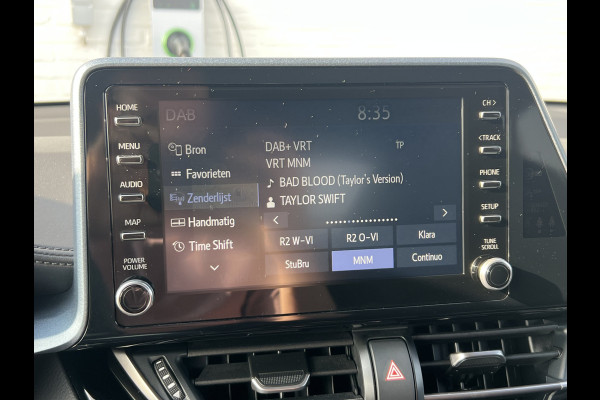 DAB 8:35
HOME
MENU
AUDIO
MAP
POWER
VOLUME
Bron
Favorieten
Zenderlijst
Handmatig
Time Shift
DAB+ VRT TP
VRT MNM
BAD BLOOD (Taylor's Version)
TAYLOR SWIFT
R2 W-VI R2 O-VI Klara
StuBru MNM Continuo
CH >
< TRACK
PHONE
SETUP
TUNE
SCROLL